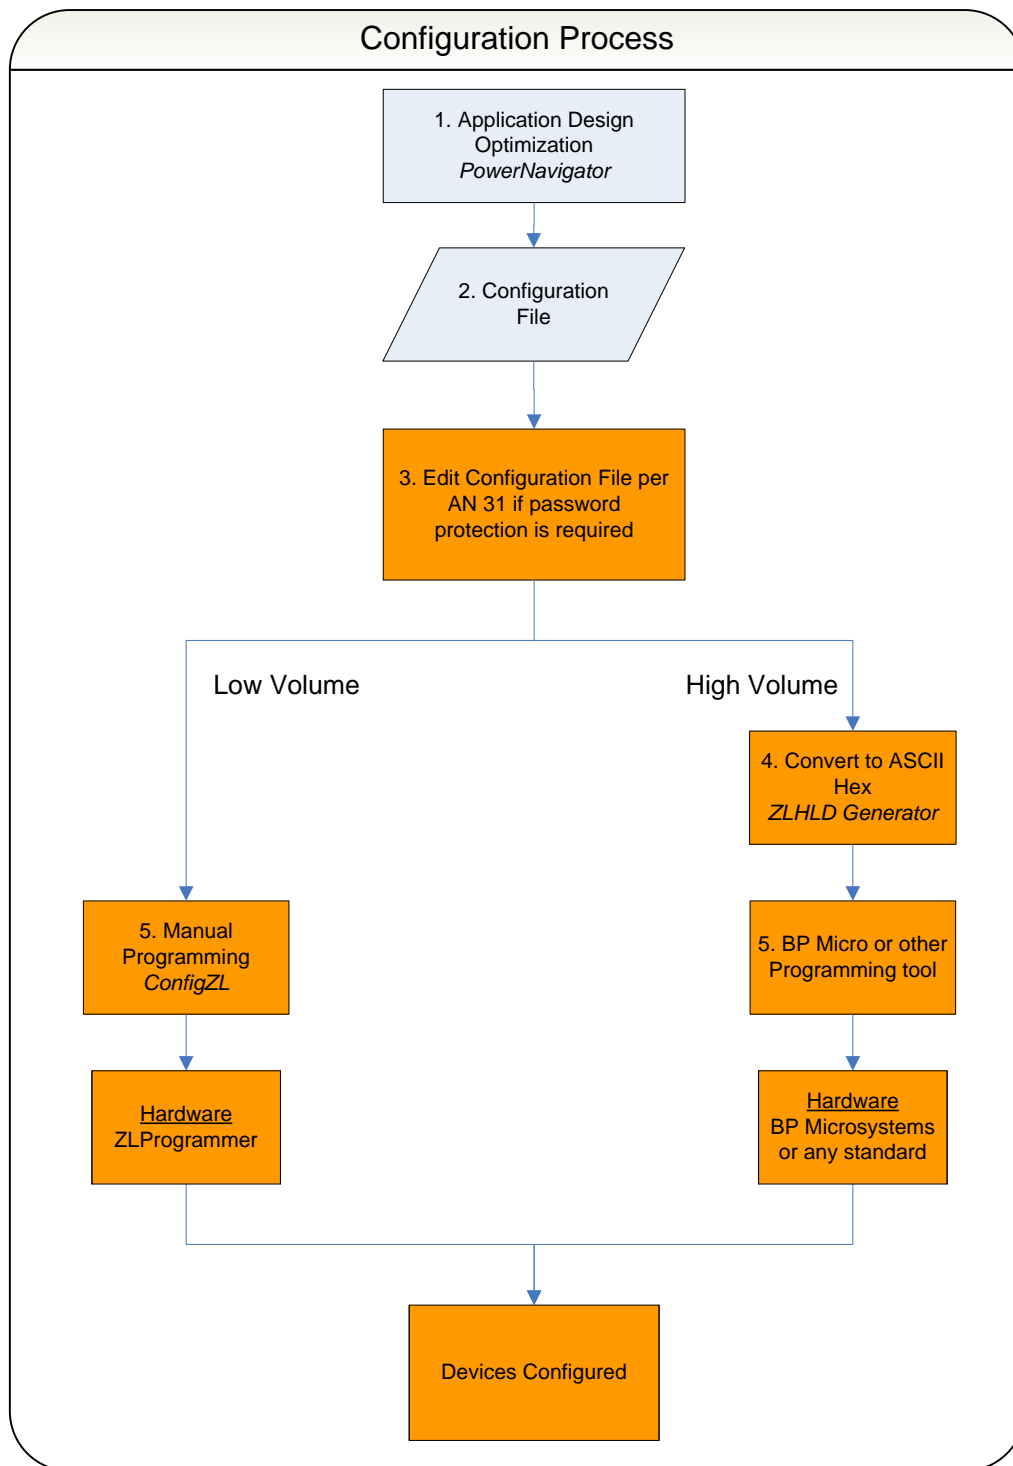 Configuration Process
1. Application Design
Optimization
PowerNavigator
2. Configuration
File
3. Edit Configuration File per
AN 31 if password
protection is required
Low Volume
High Volume
4. Convert to ASCII
Hex
ZLHLD Generator
5. Manual
Programming
ConfigZL
5. BP Micro or other
Programming tool
Hardware
ZLProgrammer
Hardware
BP Microsystems
or any standard
Devices Configured